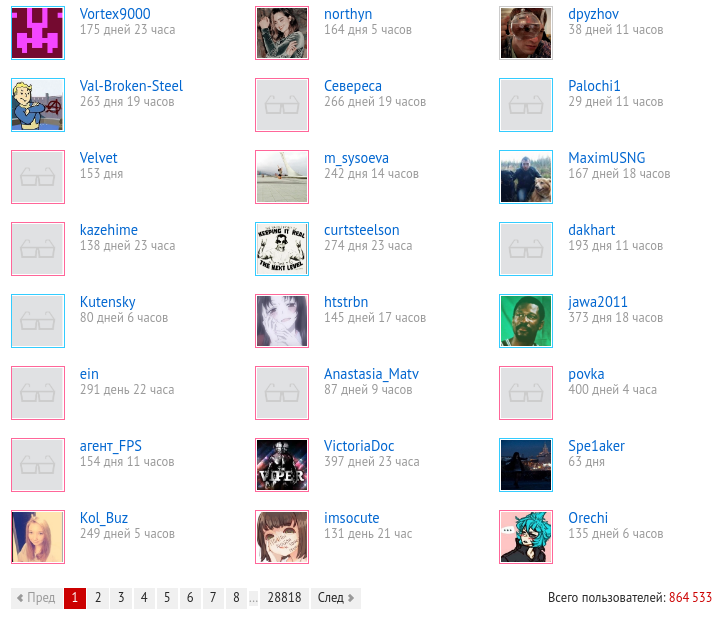 Vortex9000
175 дней 23 часа
northyn
164 дня 5 часов
dpyzhov
38 дней 11 часов
Val-Broken-Steel
263 дня 19 часов
Севереса
266 дней 19 часов
Palochi1
29 дней 11 часов
Velvet
153 дня
m_sysoeva
242 дня 14 часов
MaximUSNG
167 дней 18 часов
kazehime
138 дней 23 часа
KEEPING IT REAL
THE NEXT LEVEL
curtsteelson
274 дня 23 часа
dakhart
193 дня 11 часов
Kutensky
80 дней 6 часов
htstrbn
145 дней 17 часов
jawa2011
373 дня 18 часов
ein
291 день 22 часа
Anastasia_Matv
87 дней 9 часов
povka
400 дней 4 часа
агент_FPS
154 дня 11 часов
VIPER
VictoriaDoc
397 дней 23 часа
Spe1aker
63 дня
Kol_Buz
249 дней 5 часов
imsocute
131 день 21 час
...
Orechi
135 дней 6 часов
Пред 1 2 3 4 5 6 7 8 ... 28818 След
Всего пользователей: 864 533